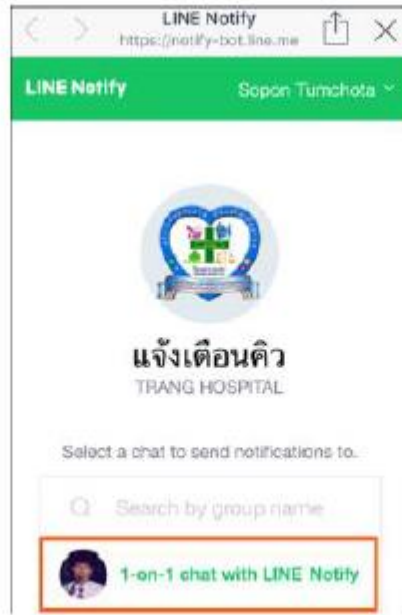 LINE Notify
https://notify-bot.line.me
LINE Notify
Sopon Tumchota
แจ้งเตือนคิว
TRANG HOSPITAL
Select a chat to send notifications to.
Search by group name
1-on-1 chat with LINE Notify